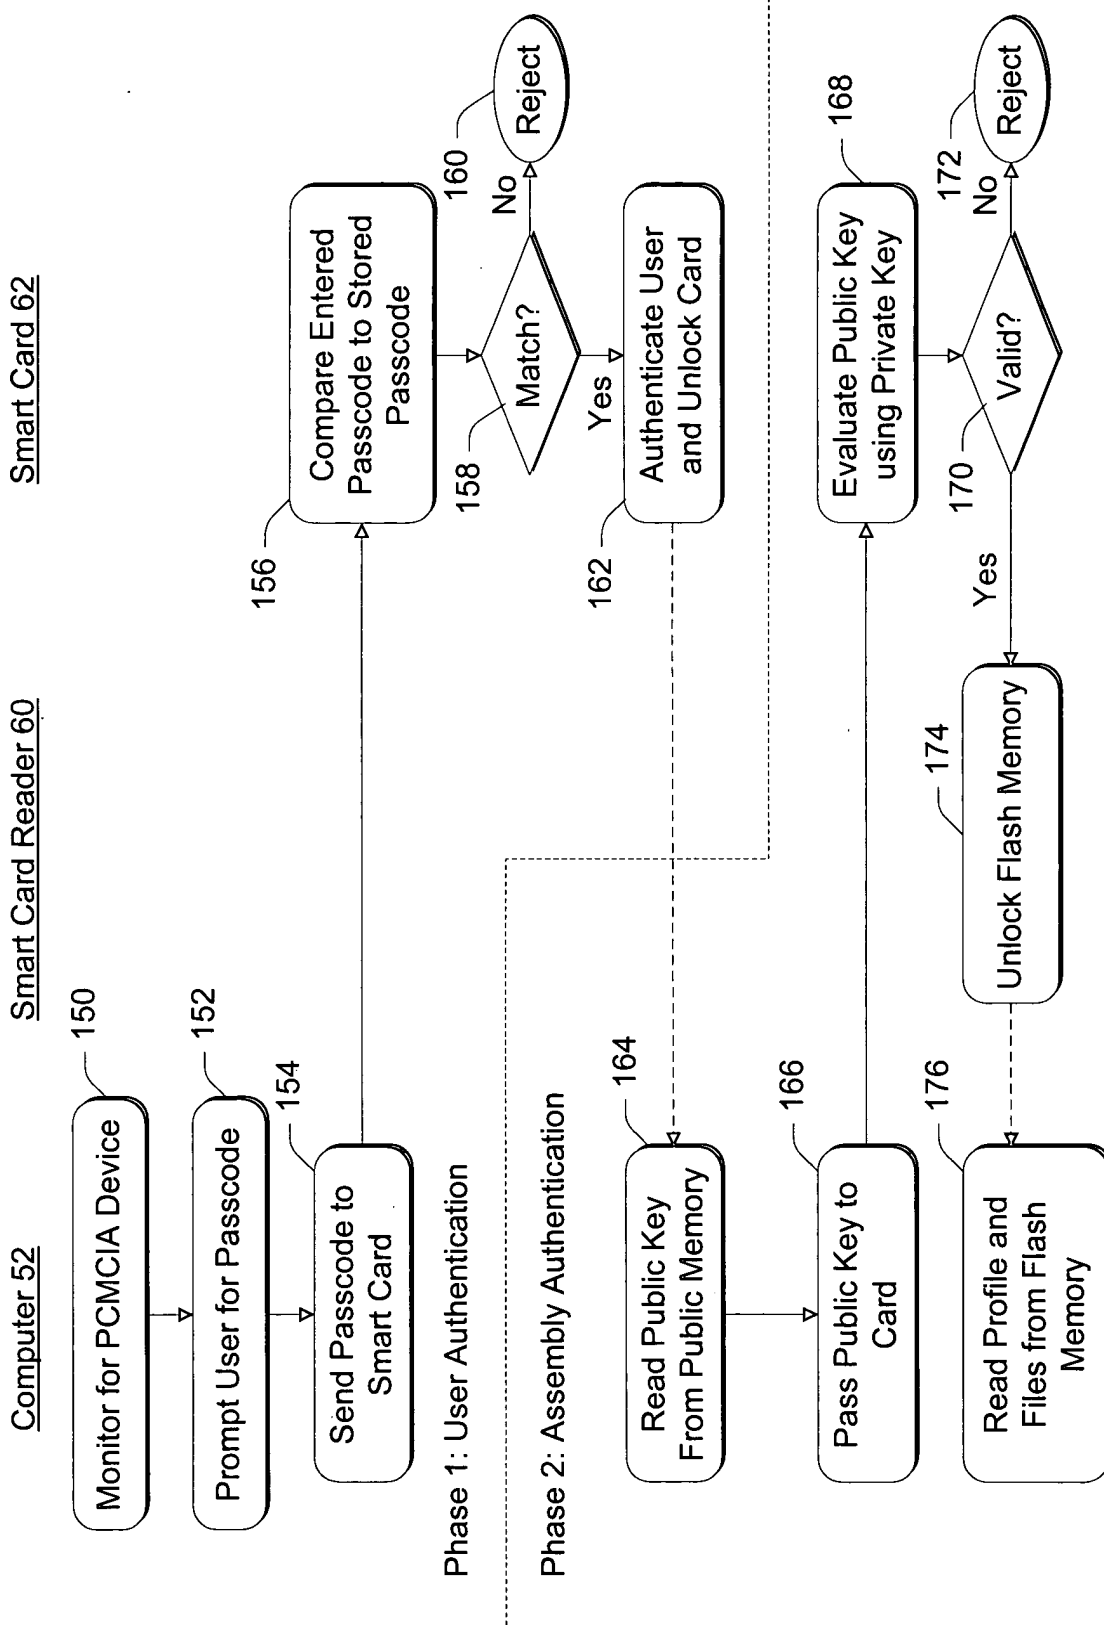 Computer 52
Smart Card Reader 60
Smart Card 62
150
Monitor for PCMCIA Device
152
Prompt User for Passcode
154
Send Passcode to
Smart Card
156
Compare Entered
Passcode to Stored
Passcode
158
Match?
No
160
Reject
Yes
162
Authenticate User
and Unlock Card
Phase 1: User Authentication
Phase 2: Assembly Authentication
164
Read Public Key
From Public Memory
166
Pass Public Key to
Card
168
Evaluate Public Key
using Private Key
170
Valid?
No
172
Reject
Yes
174
Unlock Flash Memory
176
Read Profile and
Files from Flash
Memory